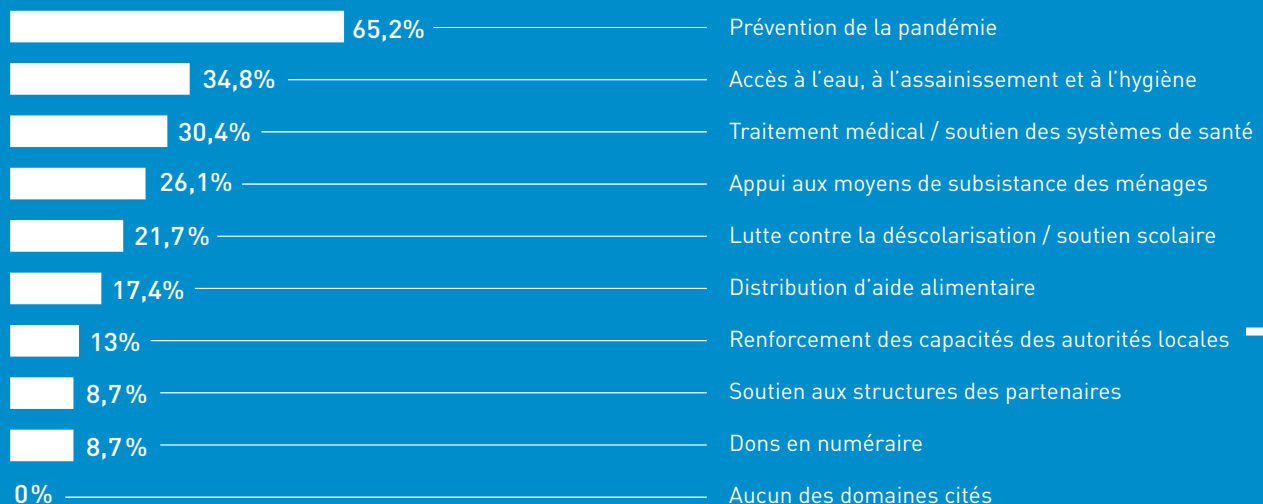 65,2% Prévention de la pandémie
34,8% Accès à l’eau, à l’assainissement et à l’hygiène
30,4% Traitement médical / soutien des systèmes de santé
26,1% Appui aux moyens de subsistance des ménages
21,7% Lutte contre la déscolarisation / soutien scolaire
17,4% Distribution d’aide alimentaire
13% Renforcement des capacités des autorités locales
8,7% Soutien aux structures des partenaires
8,7% Dons en numéraire
0% Aucun des domaines cités